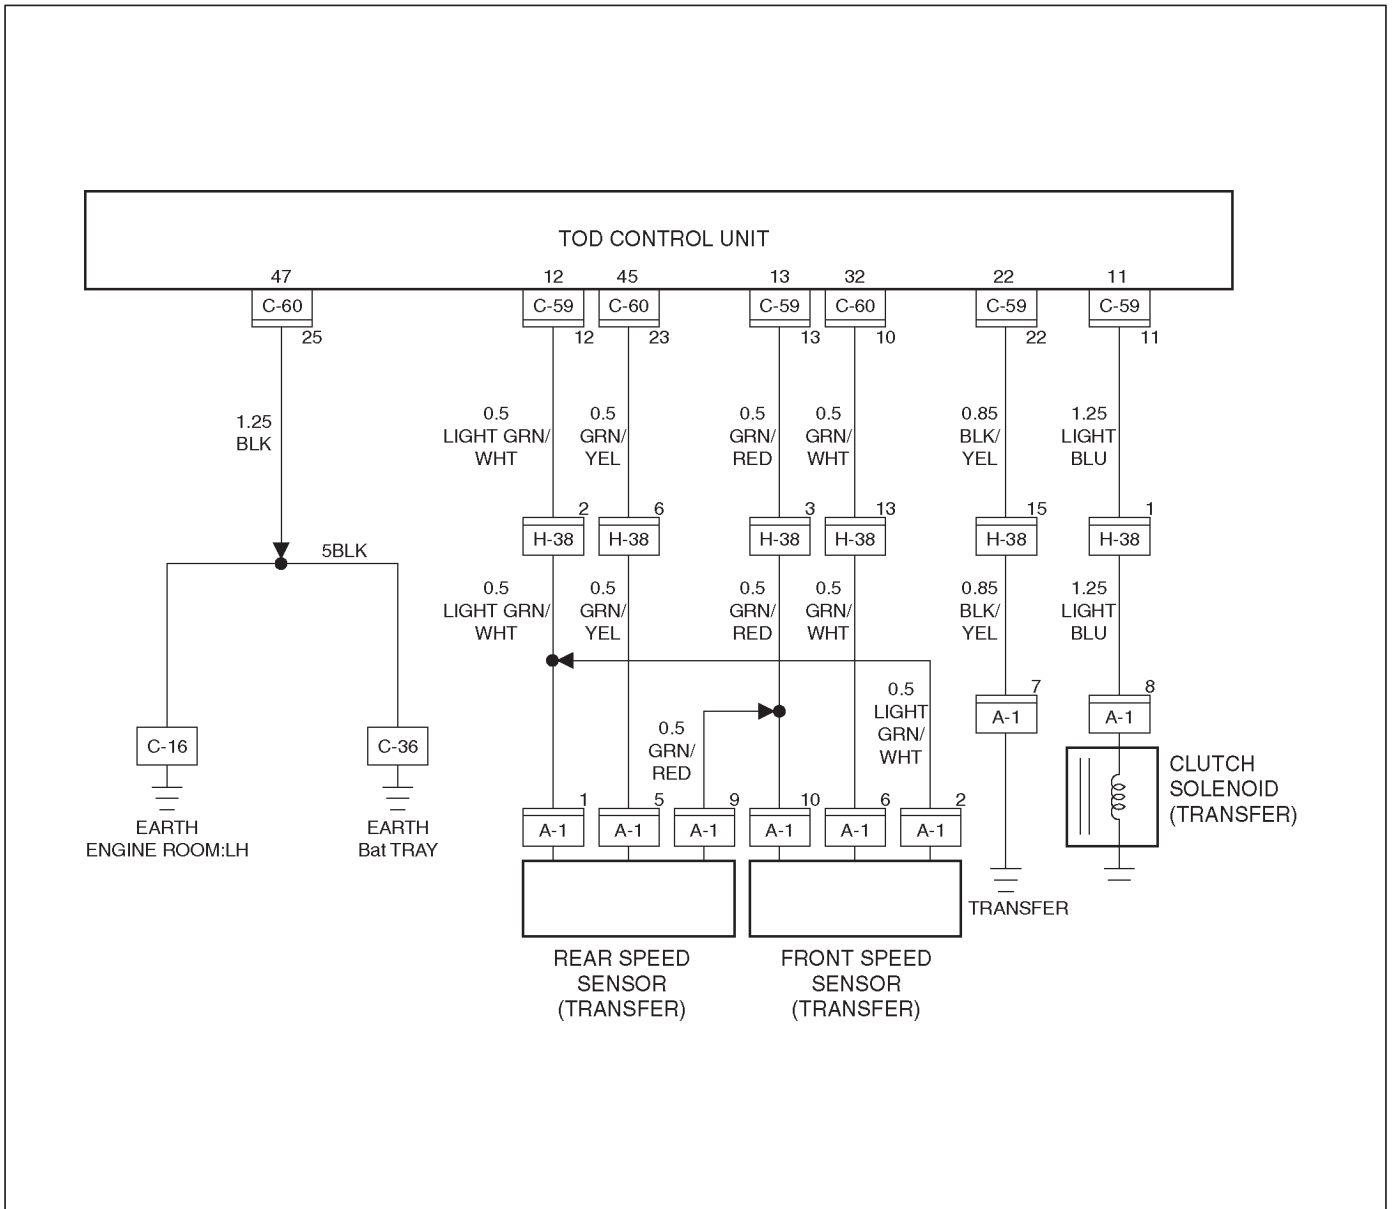 TOD CONTROL UNIT
47 12 45 13 32 22 11
C-60 C-59 C-60 C-59 C-60 C-59 C-59
25 12 23 13 10 22 11
1.25
BLK
0.5
LIGHT GRN/
WHT
0.5
GRN/
YEL
0.5
GRN/
RED
0.5
GRN/
WHT
0.85
BLK/
YEL
1.25
LIGHT
BLU
2 6 3 13 15 1
H-38 H-38 H-38 H-38 H-38 H-38
5BLK
0.5
LIGHT GRN/
WHT
0.5
GRN/
YEL
0.5
GRN/
RED
0.5
GRN/
WHT
0.85
BLK/
YEL
1.25
LIGHT
BLU
0.5
GRN/
RED
0.5
LIGHT
GRN/
WHT
7 8
A-1 A-1
C-16 C-36
EARTH
ENGINE ROOM:LH
EARTH
Bat TRAY
1 5 9 10 6 2
A-1 A-1 A-1 A-1 A-1 A-1
CLUTCH
SOLENOID
(TRANSFER)
TRANSFER
REAR SPEED
SENSOR
(TRANSFER)
FRONT SPEED
SENSOR
(TRANSFER)